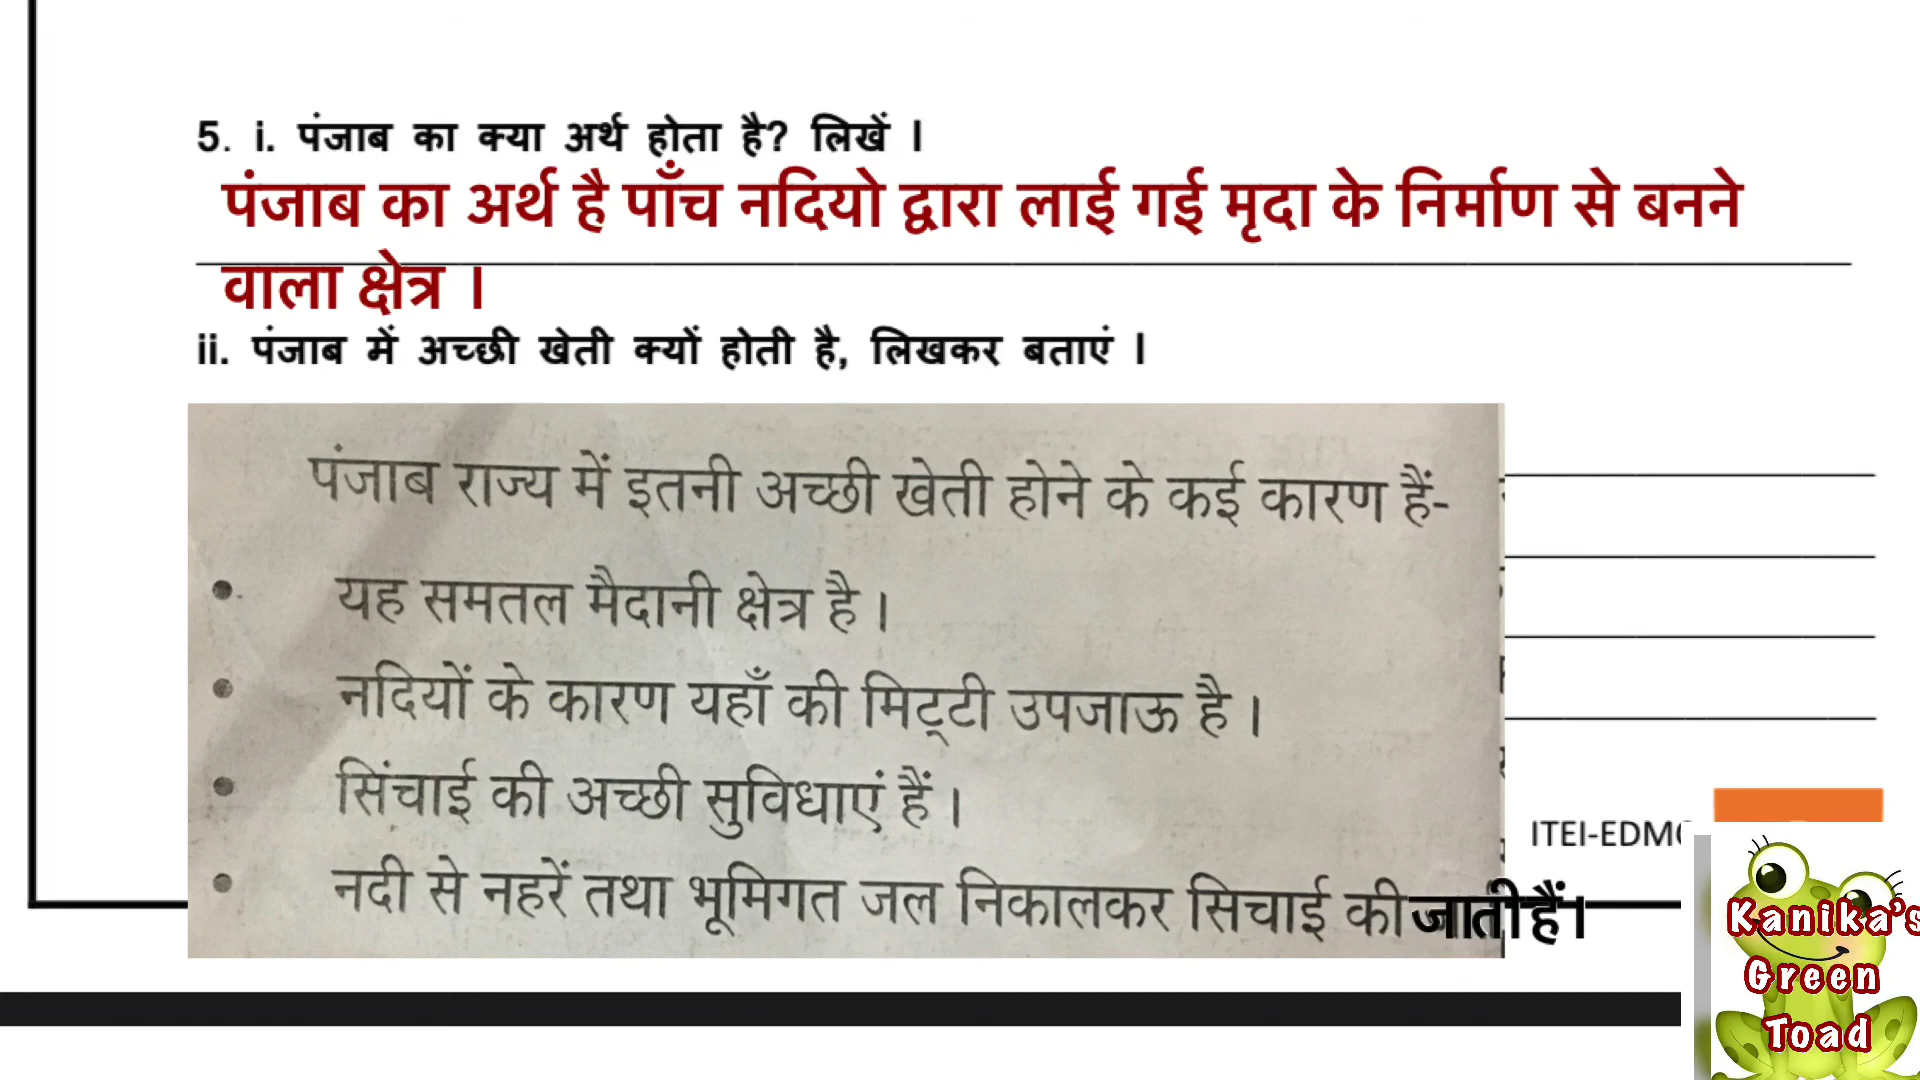 5. i. पंजाब का क्या अर्थ होता है? लिखें ।
पंजाब का अर्थ है पाँच नदियो द्वारा लाई गई मृदा के निर्माण से बनने
वाला क्षेत्र ।
ii. पंजाब में अच्छी खेती क्यों होती है, लिखकर बताएं ।
पंजाब राज्य में इतनी अच्छी खेती होने के कई कारण हैं-
• यह समतल मैदानी क्षेत्र है ।
• नदियों के कारण यहाँ की मिट्टी उपजाऊ है ।
• सिंचाई की अच्छी सुविधाएं हैं ।
• नदी से नहरें तथा भूमिगत जल निकालकर सिचाई की जाती हैं ।
Kanika's
Green
Toad